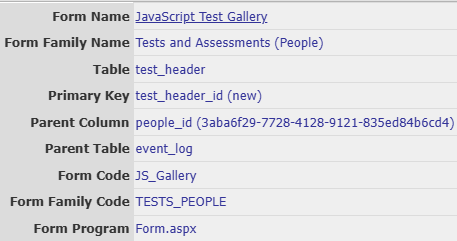 Form Name JavaScript Test Gallery
Form Family Name Tests and Assessments (People)
Table test_header
Primary Key test_header_id (new)
Parent Column people_id (3aba6f29-7728-4128-9121-835ed84b6cd4)
Parent Table event_log
Form Code JS_Gallery
Form Family Code TESTS_PEOPLE
Form Program Form.aspx